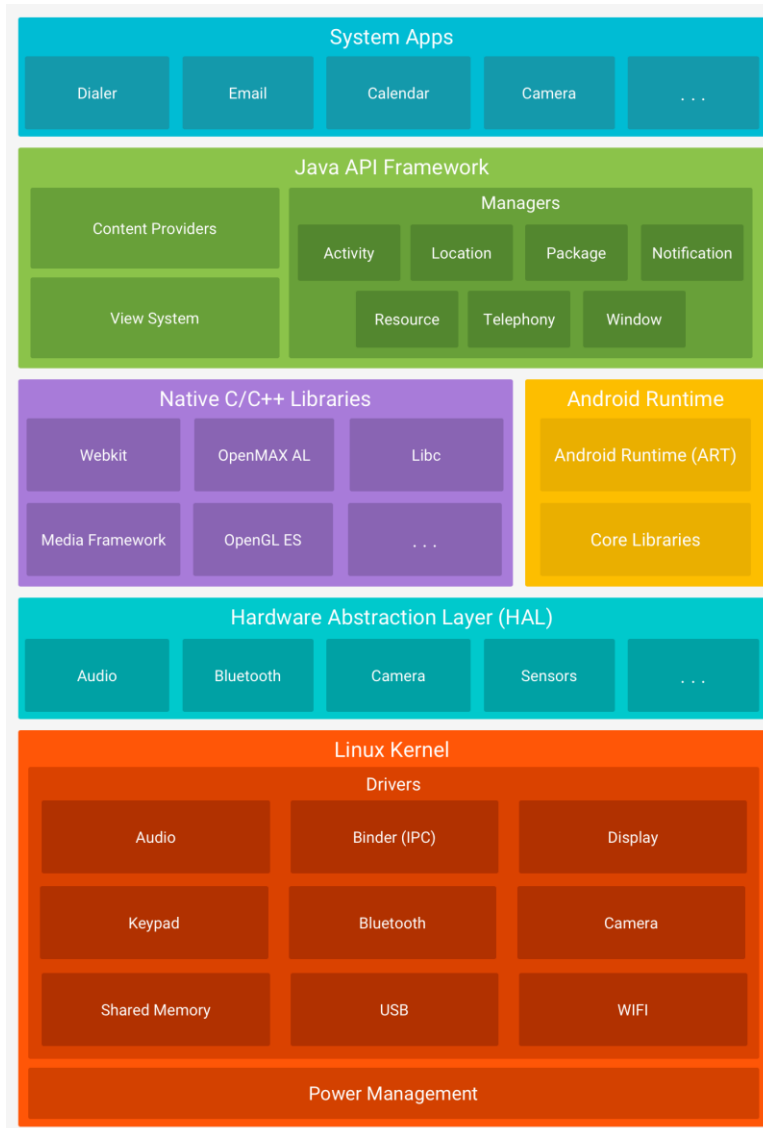 System Apps
Dialer Email Calendar Camera . . .
Java API Framework
Content Providers
View System
Managers
Activity Location Package Notification
Resource Telephony Window
Native C/C++ Libraries
Webkit OpenMAX AL Libc
Media Framework OpenGL ES . . .
Android Runtime
Android Runtime (ART)
Core Libraries
Hardware Abstraction Layer (HAL)
Audio Bluetooth Camera Sensors . . .
Linux Kernel
Drivers
Audio Binder (IPC) Display
Keypad Bluetooth Camera
Shared Memory USB WIFI
Power Management